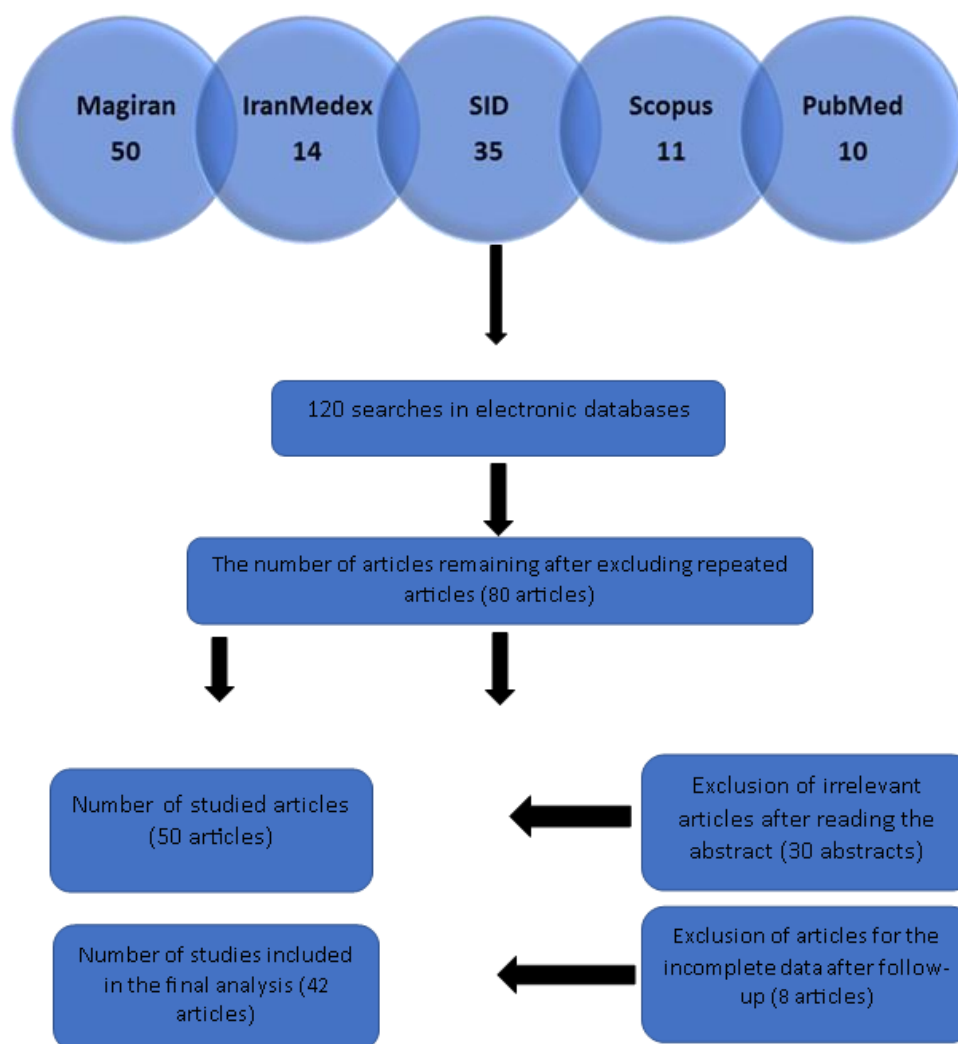 Magiran
50
IranMedex
14
SID
35
Scopus
11
PubMed
10
120 searches in electronic databases
The number of articles remaining after excluding repeated
articles (80 articles)
Number of studied articles
(50 articles)
Exclusion of irrelevant
articles after reading the
abstract (30 abstracts)
Number of studies included
in the final analysis (42
articles)
Exclusion of articles for the
incomplete data after follow-
up (8 articles)